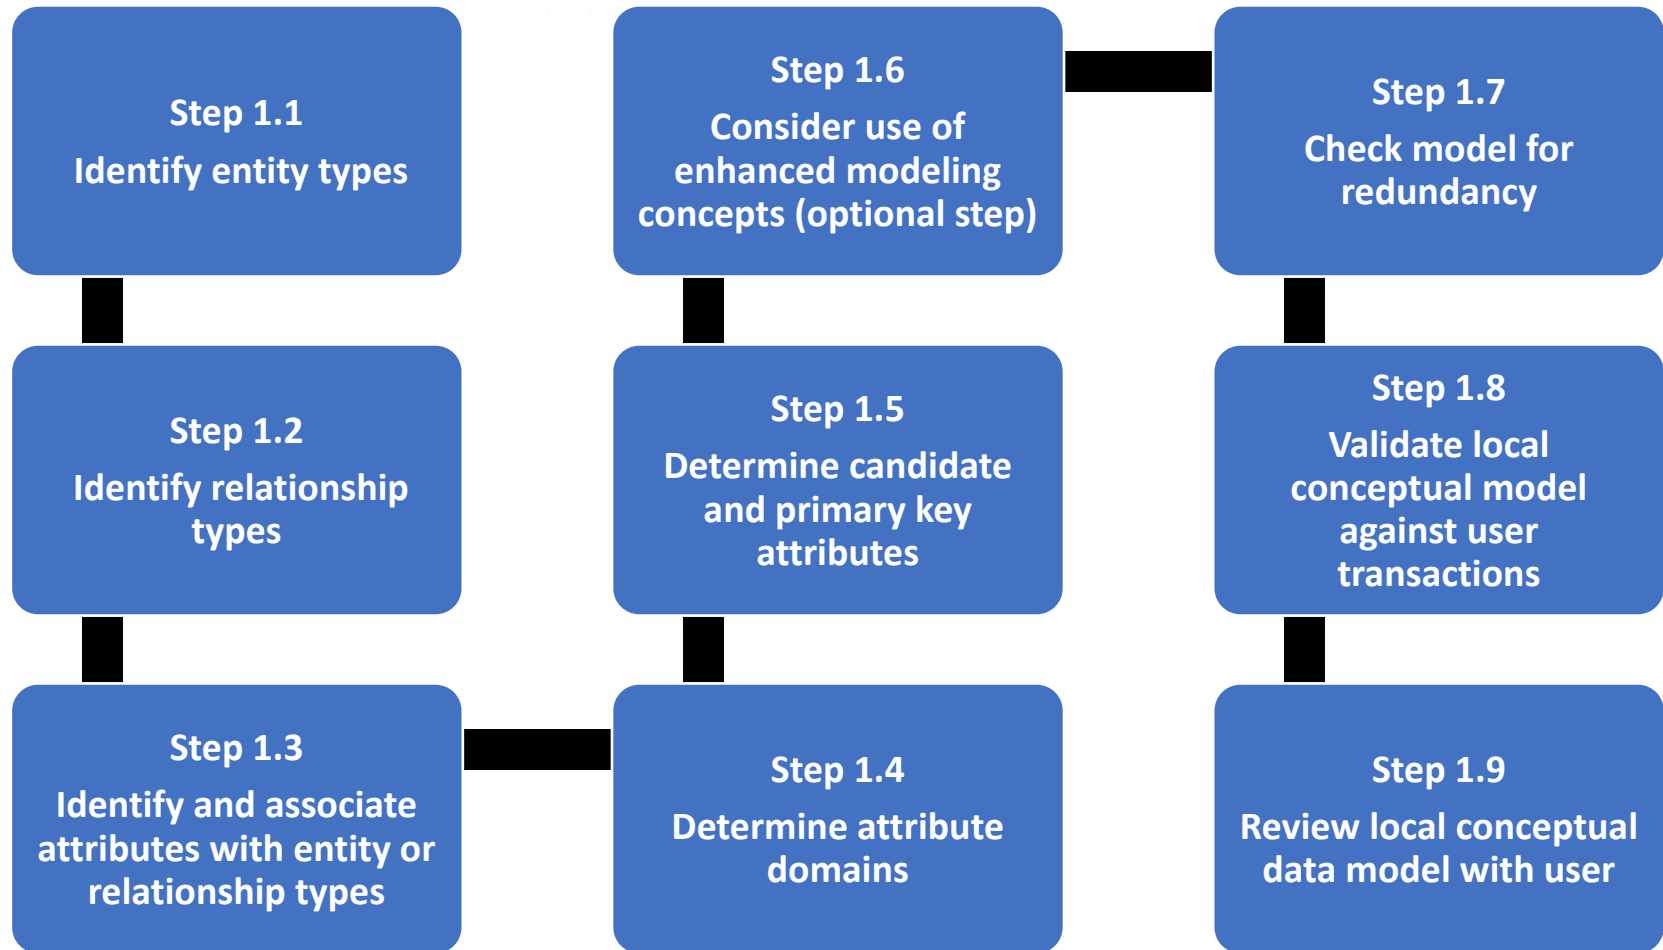 Step 1.1
Identify entity types
Step 1.2
Identify relationship
types
Step 1.3
Identify and associate
attributes with entity or
relationship types
Step 1.4
Determine attribute
domains
Step 1.5
Determine candidate
and primary key
attributes
Step 1.6
Consider use of
enhanced modeling
concepts (optional step)
Step 1.7
Check model for
redundancy
Step 1.8
Validate local
conceptual model
against user
transactions
Step 1.9
Review local conceptual
data model with user